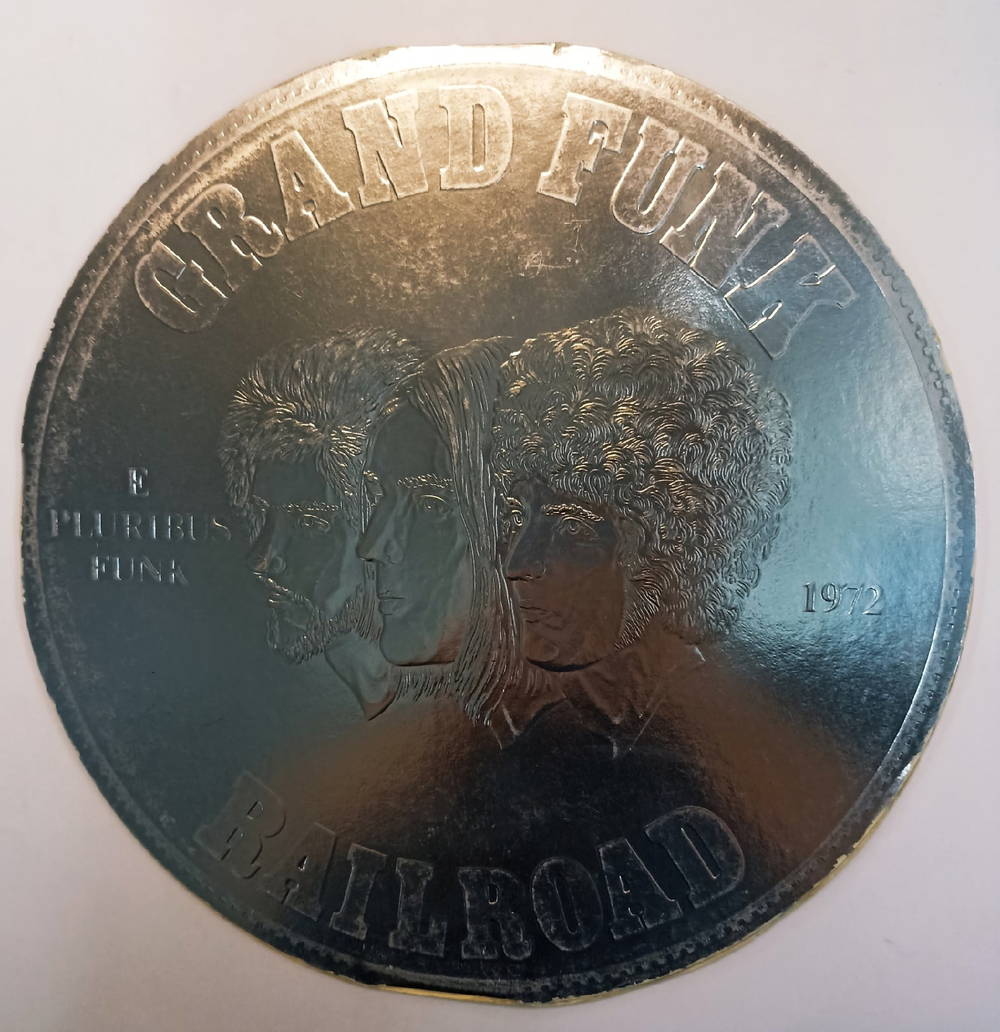 GRAND FUNK
E
PLURIBUS
FUNK
1972
RAILROAD